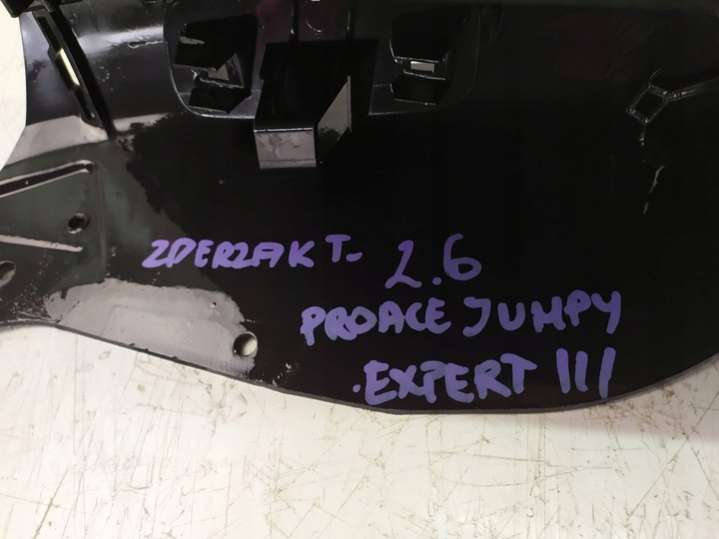 ZDERZAK T- 2.6
PROACE JUMPY
EXPERT III